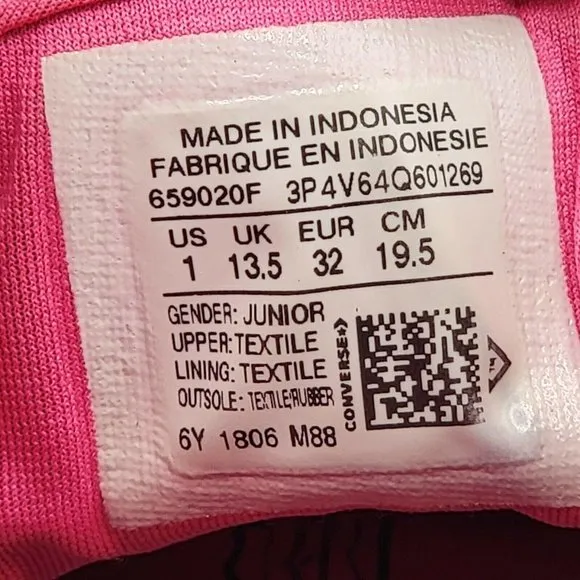 MADE IN INDONESIA
FABRIQUE EN INDONESIE
659020F 3P4V64Q601269
US UK EUR CM
1 13.5 32 19.5
GENDER: JUNIOR
UPPER: TEXTILE
LINING: TEXTILE
OUTSOLE: TEXTILE/RUBBER
6Y 1806 M88
CONVERSE
TM